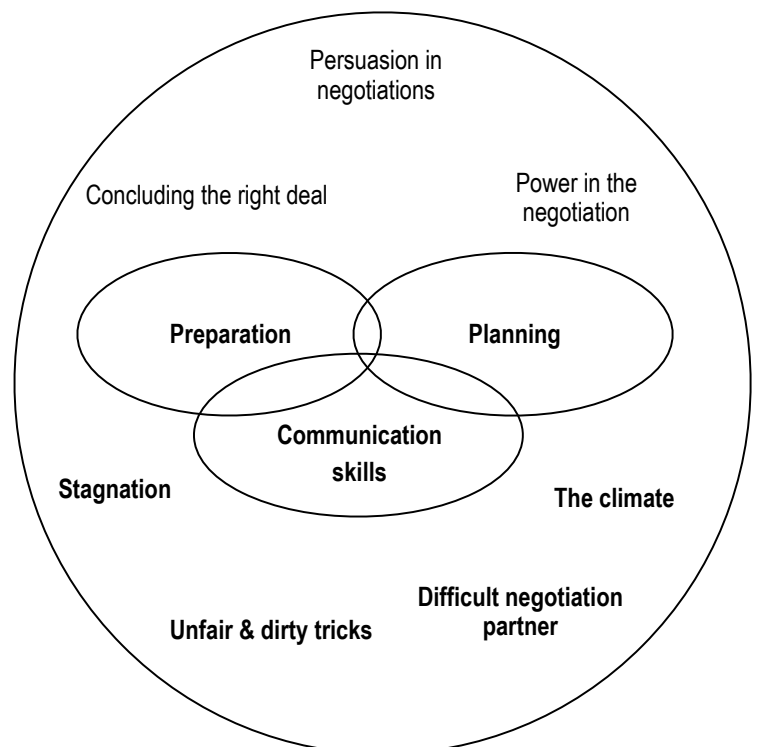 Persuasion in
negotiations
Concluding the right deal
Power in the
negotiation
Preparation
Planning
Communication
skills
Stagnation
The climate
Unfair & dirty tricks
Difficult negotiation
partner